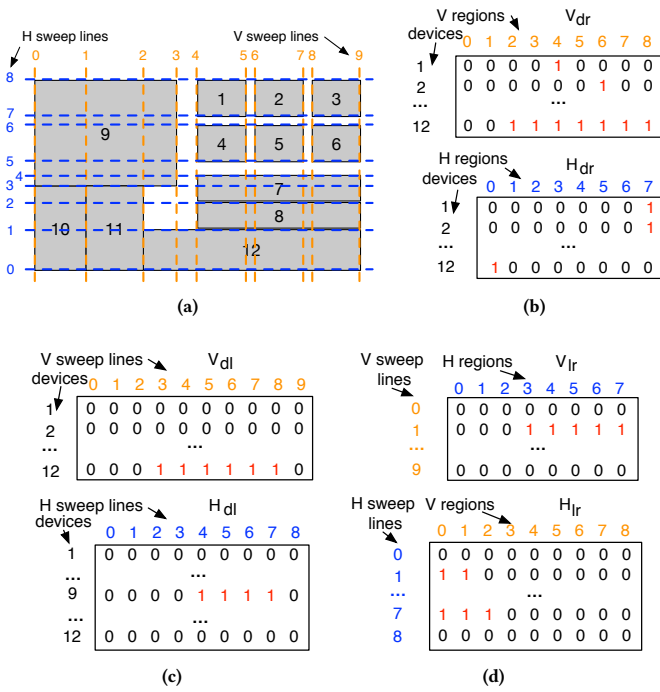 H sweep lines
V sweep lines
0 1 2 3 4 5 6 7 8 9
8
7
6
5
4
3
2
1
0
1 2 3
4 5 6
9
7
8
10 11
12
(a)
V regions
V_dr
devices
0 1 2 3 4 5 6 7 8
1 0 0 0 0 1 0 0 0 0
2 0 0 0 0 0 0 1 0 0
... ...
12 0 0 1 1 1 1 1 1 1
H regions
H_dr
devices
0 1 2 3 4 5 6 7
1 0 0 0 0 0 0 0 1
2 0 0 0 0 0 0 0 1
... ...
12 1 0 0 0 0 0 0 0
(b)
V sweep lines
V_dl
devices
0 1 2 3 4 5 6 7 8 9
1 0 0 0 0 0 0 0 0 0 0
2 0 0 0 0 0 0 0 0 0 0
... ...
12 0 0 0 1 1 1 1 1 1 0
H sweep lines
H_dl
devices
0 1 2 3 4 5 6 7 8
1 0 0 0 0 0 0 0 0 0
... ...
9 0 0 0 0 1 1 1 1 0
... ...
12 0 0 0 0 0 0 0 0 0
(c)
V sweep lines
H regions
V_lr
0 1 2 3 4 5 6 7
0 0 0 0 0 0 0 0 0
1 0 0 0 1 1 1 1 1
... ...
9 0 0 0 0 0 0 0 0
H sweep lines
V regions
H_lr
0 1 2 3 4 5 6 7 8
0 0 0 0 0 0 0 0 0 0
1 1 1 0 0 0 0 0 0 0
... ...
7 1 1 1 0 0 0 0 0 0
8 0 0 0 0 0 0 0 0 0
(d)